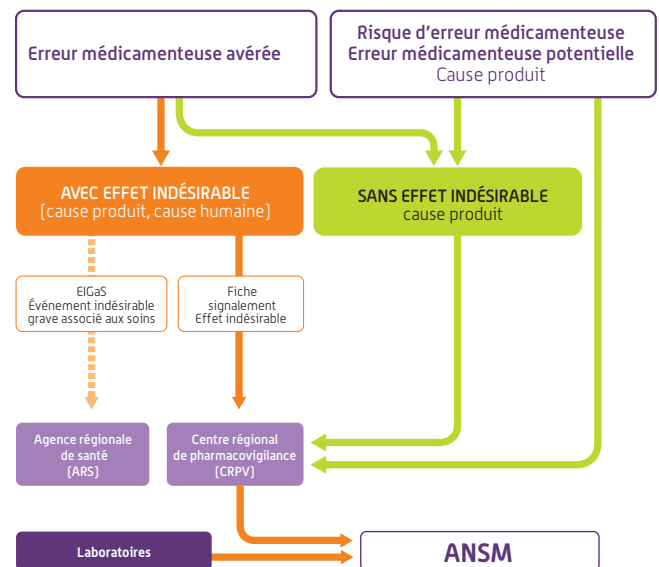 Erreur médicamenteuse avérée
Risque d'erreur médicamenteuse
Erreur médicamenteuse potentielle
Cause produit
AVEC EFFET INDÉSIRABLE
(cause produit, cause humaine)
SANS EFFET INDÉSIRABLE
cause produit
EIGaS
Événement indésirable
grave associé aux soins
Fiche
signalement
Effet indésirable
Agence régionale
de santé
(ARS)
Centre régional
de pharmacovigilance
(CRPV)
Laboratoires
ANSM